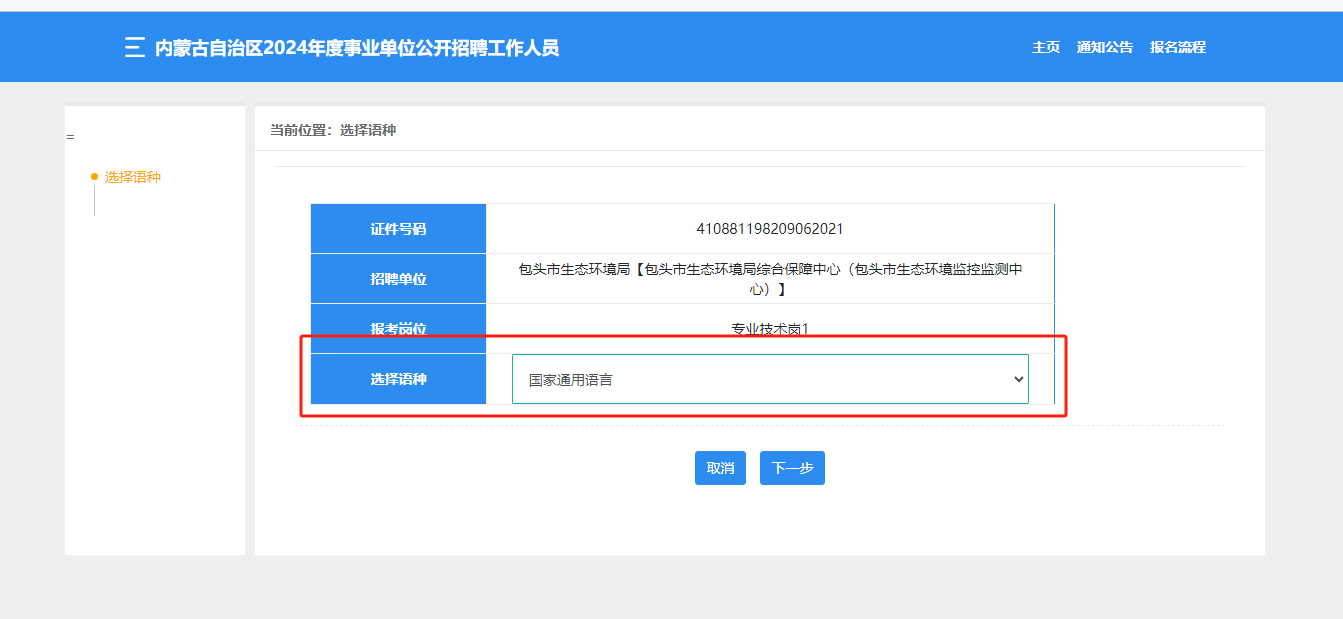 三 内蒙古自治区2024年度事业单位公开招聘工作人员
主页 通知公告 报名流程
=
选择语种
当前位置：选择语种
证件号码 410881198209062021
招聘单位 包头市生态环境局【包头市生态环境局综合保障中心（包头市生态环境监控监测中
心）】
报考岗位 专业技术岗1
选择语种 国家通用语言
取消 下一步